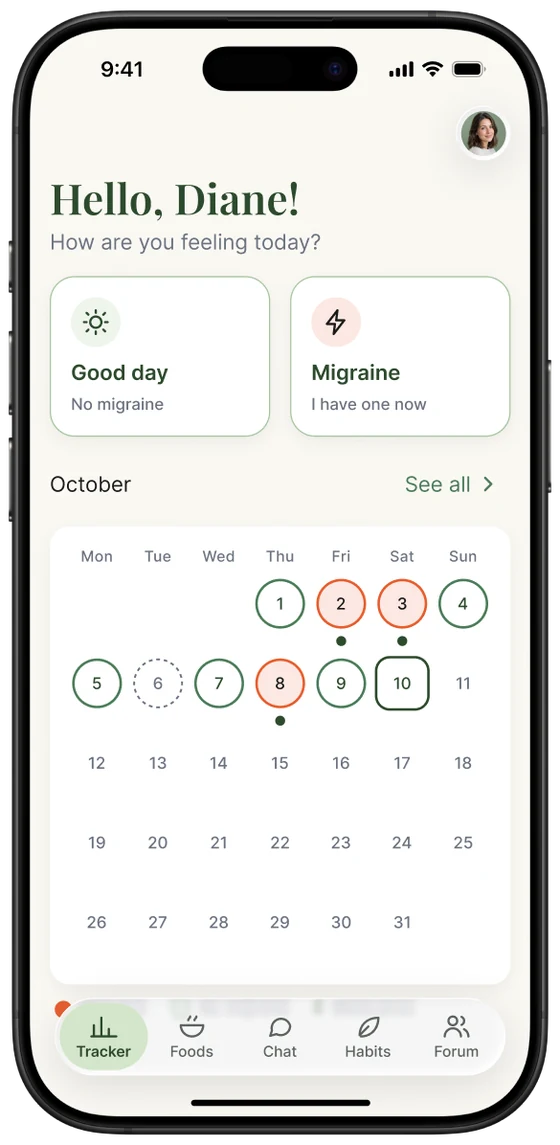 9:41
Hello, Diane!
How are you feeling today?
Good day
No migraine
Migraine
I have one now
October
See all
Mon Tue Wed Thu Fri Sat Sun
1 2 3 4
5 6 7 8 9 10 11
12 13 14 15 16 17 18
19 20 21 22 23 24 25
26 27 28 29 30 31
Tracker Foods Chat Habits Forum